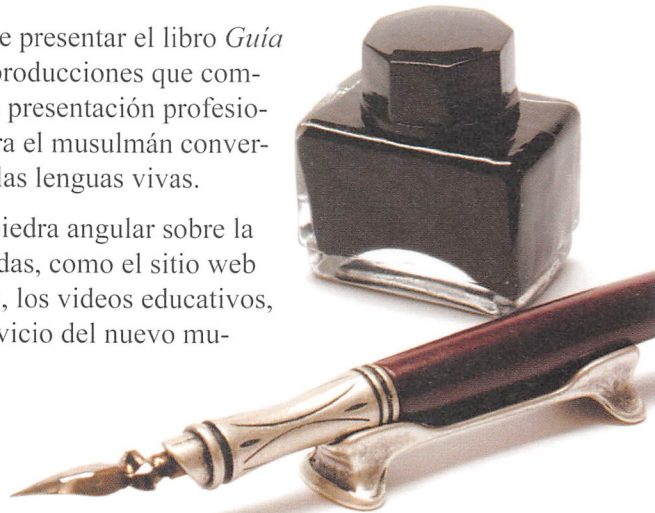 e presentar el libro Guía
producciones que com-
presentación profesio-
ra el musulmán conver-
las lenguas vivas.
iedra angular sobre la
das, como el sitio web
, los videos educativos,
vicio del nuevo mu-